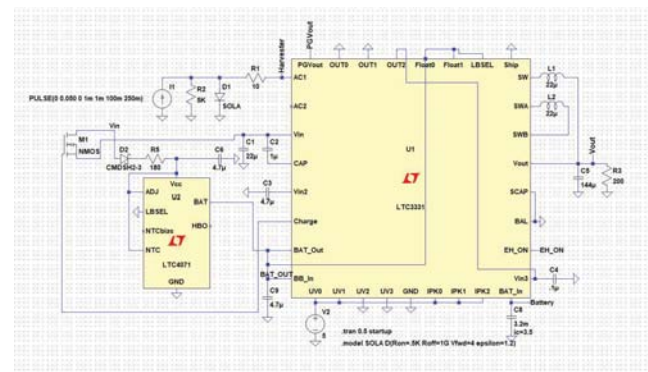 PGVout
Harvester
PGVout OUT0 OUT1 OUT2 Float0 Float1 LBSEL Ship
L1
22µ
L2
22µ
R1
10
AC1
SW
I1
R2
5K
D1
SOLA
PULSE(0 0.000 0 1m 1m 100m 250m)
AC2
SWA
SWB
M1
NMOS
Vin
D2
CMDSH2-3
R5
180
C6
4.7µ
C1
22µ
C2
1µ
Vin
CAP
U1
LTC3331
Vout
Vout
C5
144µ
R3
200
C3
4.7µ
Vin2
SCAP
BAL
Vcc
U2
ADJ
BAT
LBSEL
HBO
NTCbias
NTC
LTC4071
GND
Charge
BAT_Out
EH_ON
EH_ON
BAT_OUT
BB_In
Vin3
C4
.1µ
C9
4.7µ
UV0 UV1 UV2 UV3 GND IPK0 IPK1 IPK2 BAT_In
Battery
V2
5
C8
3.2m
ic=3.5
.tran 0.5 startup
.model SOLA D(Ron=.5K Roff=1G Vfwd=4 epsilon=1.2)